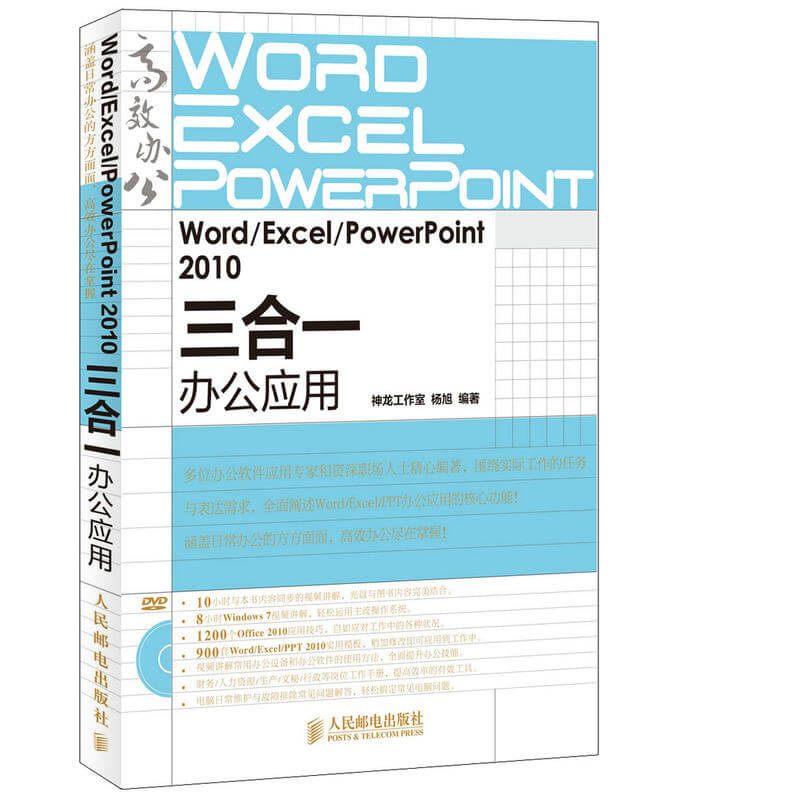 高效办公
WORD
EXCEL
POWERPOINT
Word/Excel/PowerPoint
2010
三合一
办公应用
神龙工作室 杨旭 编著
多位办公软件应用专家和资深职场人士精心编著，围绕实际工作的任务
与表达需求，全面阐述Word/Excel/PPT办公应用的核心功能！
涵盖日常办公的方方面面，高效办公尽在掌握！
DVD
• 10小时与本书内容同步的视频讲解，光盘与图书内容完美结合。
• 8小时Windows 7视频讲解，轻松运用主流操作系统。
• 1200个Office 2010应用技巧，自如应对工作中的各种状况。
• 900套Word/Excel/PPT 2010实用模板，稍加修改即可应用到工作中。
• 视频讲解常用办公设备和办公软件的使用方法，全面提升办公技能。
• 财务/人力资源/生产/文秘/行政等岗位工作手册，提高效率的有效工具。
• 电脑日常维护与故障排除常见问题解答，轻松搞定常见电脑问题。
人民邮电出版社
POSTS & TELECOM PRESS
Word/Excel/PowerPoint 2010
三合一
办公应用
涵盖日常办公的方方面面，高效办公尽在掌握
人民邮电出版社